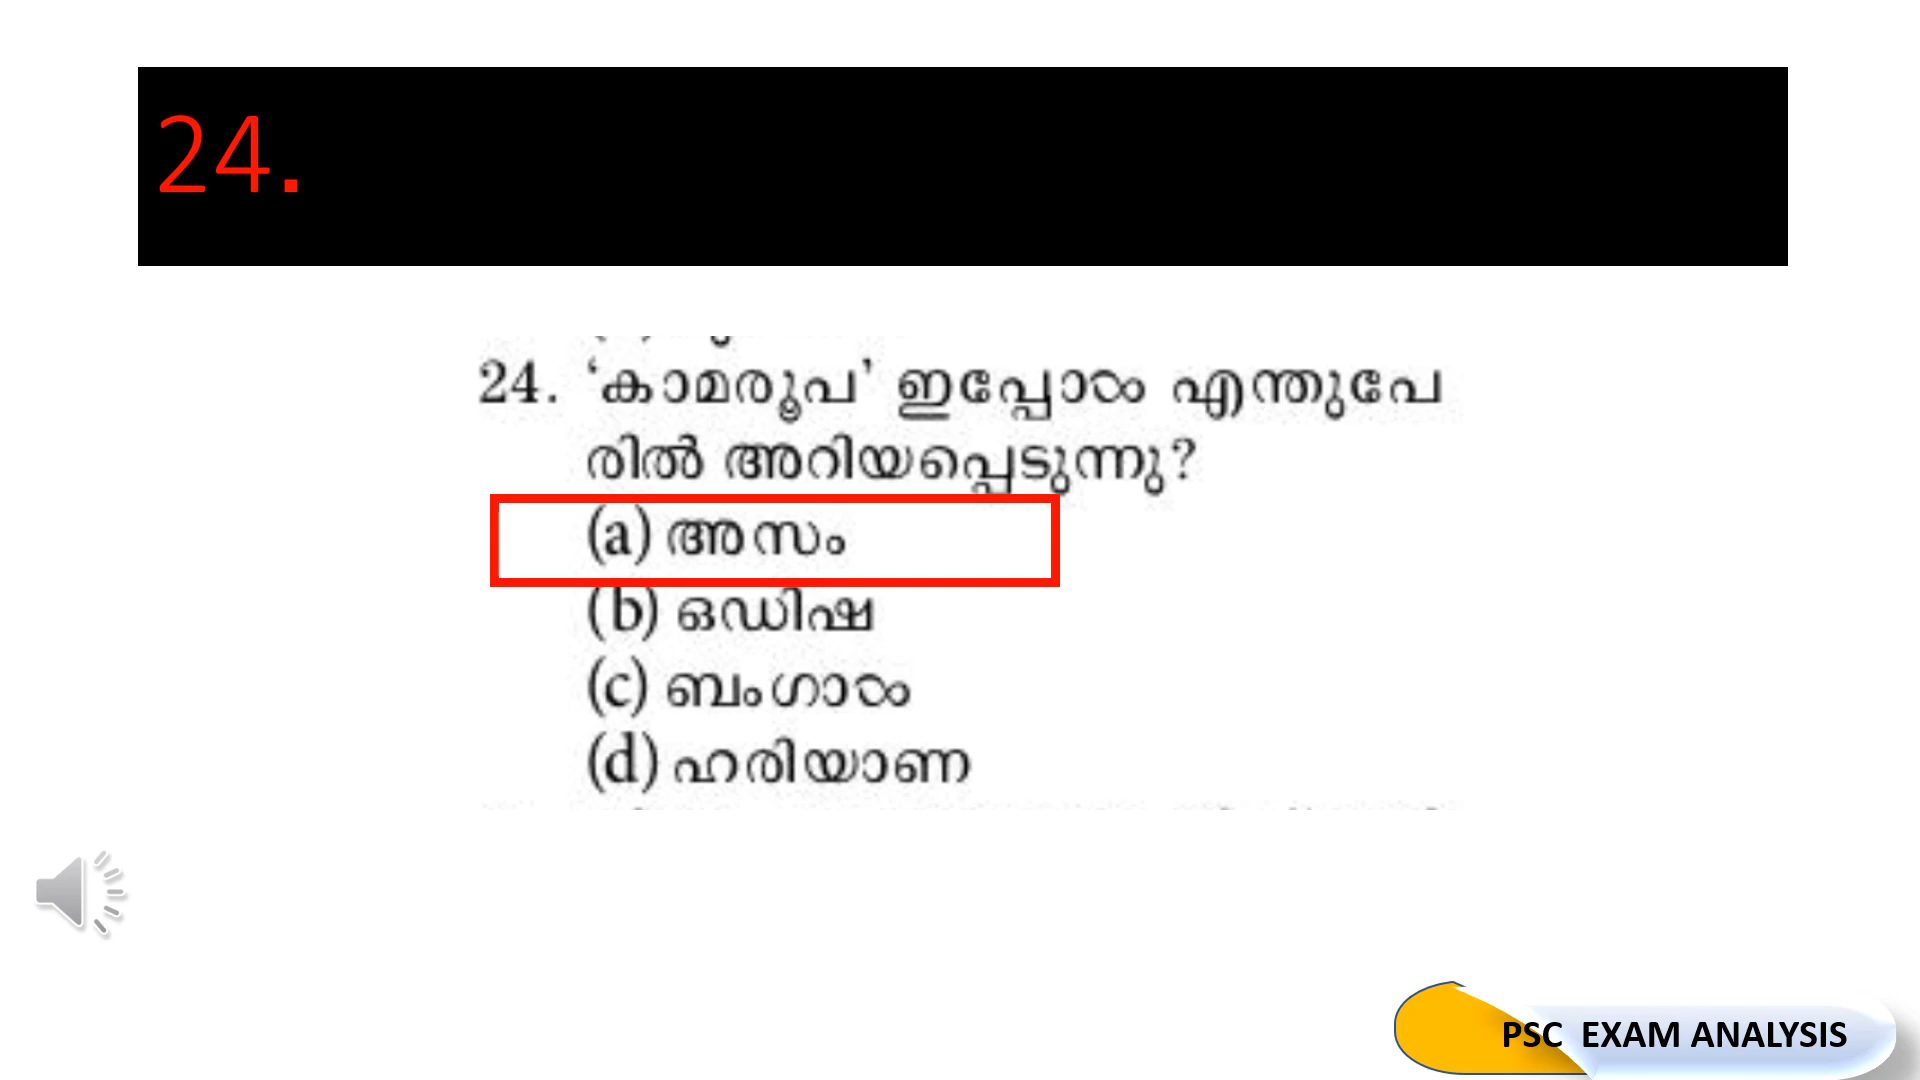 24.
24. 'കാമരൂപ' ഇപ്പോഠം എന്തുപേ
രിൽ അറിയപ്പെടുന്നു?
(a) അസം
(b) ഒഡിഷ
(c) ബംഗാഠം
(d) ഹരിയാണ
PSC EXAM ANALYSIS